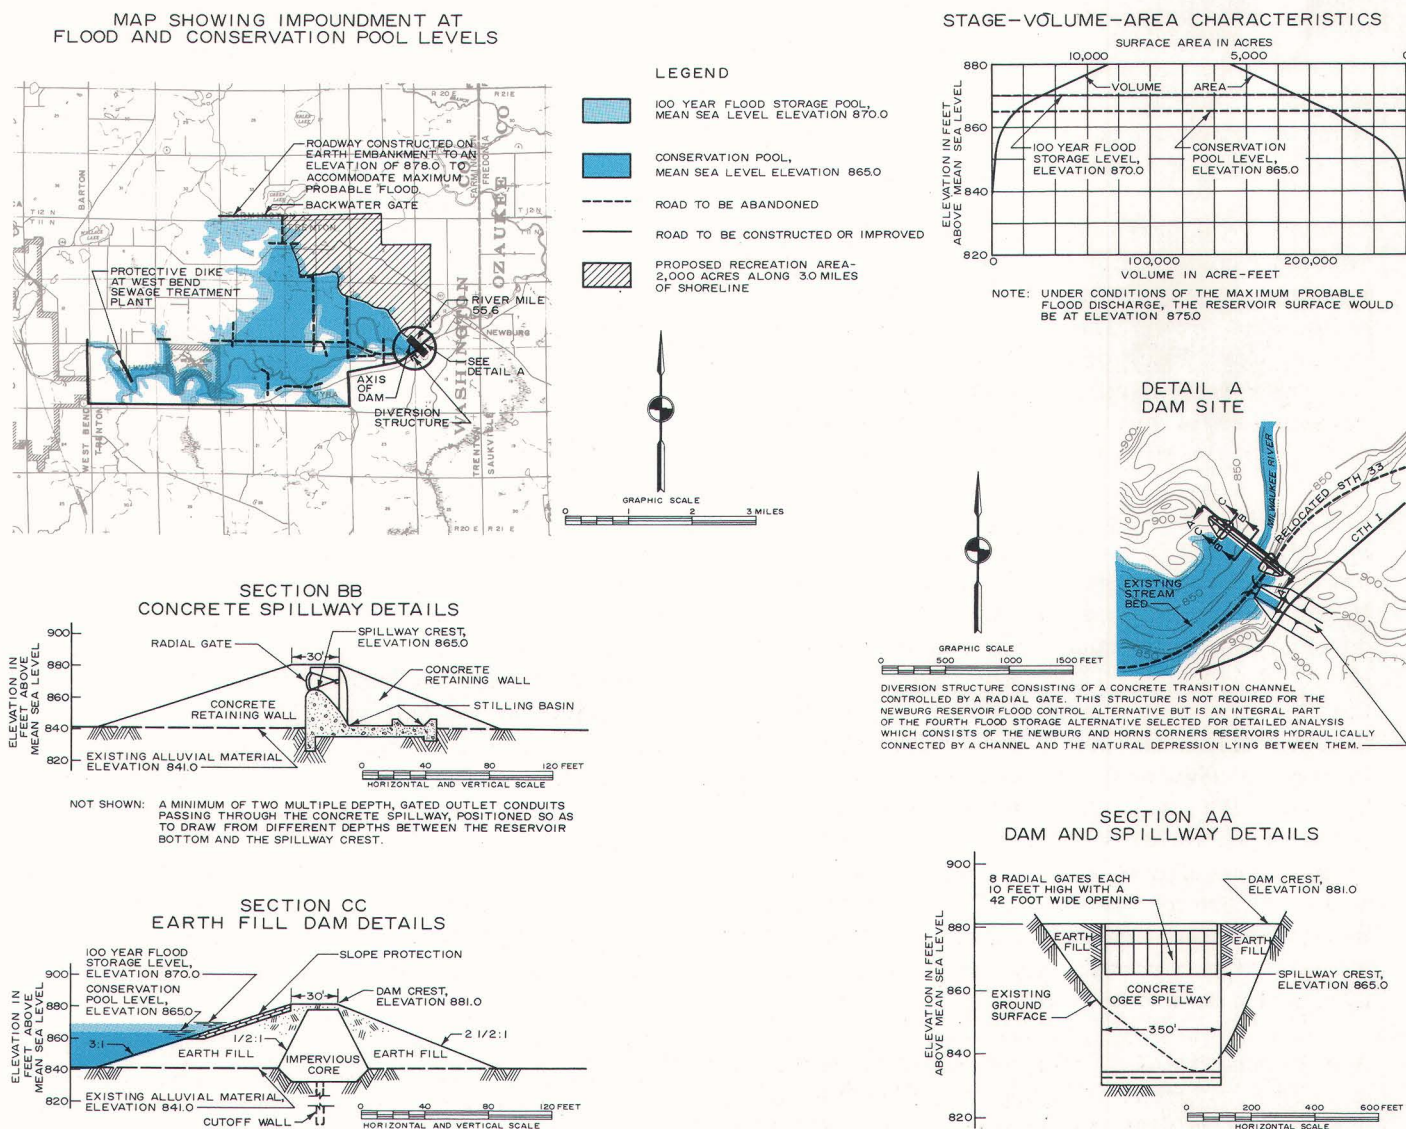 MAP SHOWING IMPOUNDMENT AT
FLOOD AND CONSERVATION POOL LEVELS
R 20 E
R 21 E
ROADWAY CONSTRUCTED ON
EARTH EMBANKMENT TO AN
ELEVATION OF 878.0 TO
ACCOMMODATE MAXIMUM
PROBABLE FLOOD
BACKWATER GATE
BARTON
FARMINGTON
FREDONIA
OZAUKEE CO
WASHINGTON CO
T 12 N
T 11 N
T 12 N
T 11 N
PROTECTIVE DIKE
AT WEST BEND
SEWAGE TREATMENT
PLANT
RIVER MILE
55.6
NEWBURG
SEE
DETAIL A
AXIS
OF
DAM
DIVERSION
STRUCTURE
WEST BEND
TRENTON
TRENTON
SAUKVILLE
R 20 E
R 21 E
LEGEND
100 YEAR FLOOD STORAGE POOL,
MEAN SEA LEVEL ELEVATION 870.0
CONSERVATION POOL,
MEAN SEA LEVEL ELEVATION 865.0
ROAD TO BE ABANDONED
ROAD TO BE CONSTRUCTED OR IMPROVED
PROPOSED RECREATION AREA-
2,000 ACRES ALONG 3.0 MILES
OF SHORELINE
GRAPHIC SCALE
0 1 2 3 MILES
STAGE-VOLUME-AREA CHARACTERISTICS
SURFACE AREA IN ACRES
10,000 5,000 0
ELEVATION IN FEET
ABOVE MEAN SEA LEVEL
880
860
840
820
VOLUME
AREA
100 YEAR FLOOD
STORAGE LEVEL,
ELEVATION 870.0
CONSERVATION
POOL LEVEL,
ELEVATION 865.0
0 100,000 200,000
VOLUME IN ACRE-FEET
NOTE: UNDER CONDITIONS OF THE MAXIMUM PROBABLE
FLOOD DISCHARGE, THE RESERVOIR SURFACE WOULD
BE AT ELEVATION 875.0
DETAIL A
DAM SITE
900
850
MILWAUKEE RIVER
850
900
RELOCATED STH 33
CTH I
900
A
C
B
C
B
A
EXISTING
STREAM
BED
850
850
900
900
GRAPHIC SCALE
0 500 1000 1500 FEET
DIVERSION STRUCTURE CONSISTING OF A CONCRETE TRANSITION CHANNEL
CONTROLLED BY A RADIAL GATE. THIS STRUCTURE IS NOT REQUIRED FOR THE
NEWBURG RESERVOIR FLOOD CONTROL ALTERNATIVE BUT IS AN INTEGRAL PART
OF THE FOURTH FLOOD STORAGE ALTERNATIVE SELECTED FOR DETAILED ANALYSIS
WHICH CONSISTS OF THE NEWBURG AND HORNS CORNERS RESERVOIRS HYDRAULICALLY
CONNECTED BY A CHANNEL AND THE NATURAL DEPRESSION LYING BETWEEN THEM.
SECTION BB
CONCRETE SPILLWAY DETAILS
ELEVATION IN
FEET ABOVE
MEAN SEA LEVEL
900
880
860
840
820
RADIAL GATE
30'
SPILLWAY CREST,
ELEVATION 865.0
CONCRETE
RETAINING WALL
CONCRETE
RETAINING WALL
STILLING BASIN
EXISTING ALLUVIAL MATERIAL
ELEVATION 841.0
0 40 80 120 FEET
HORIZONTAL AND VERTICAL SCALE
NOT SHOWN: A MINIMUM OF TWO MULTIPLE DEPTH, GATED OUTLET CONDUITS
PASSING THROUGH THE CONCRETE SPILLWAY, POSITIONED SO AS
TO DRAW FROM DIFFERENT DEPTHS BETWEEN THE RESERVOIR
BOTTOM AND THE SPILLWAY CREST.
SECTION CC
EARTH FILL DAM DETAILS
ELEVATION IN
FEET ABOVE
MEAN SEA LEVEL
900
880
860
840
820
100 YEAR FLOOD
STORAGE LEVEL,
ELEVATION 870.0
CONSERVATION
POOL LEVEL,
ELEVATION 865.0
SLOPE PROTECTION
30'
DAM CREST,
ELEVATION 881.0
3:1
1/2:1
2 1/2:1
EARTH FILL
IMPERVIOUS
CORE
EARTH FILL
EXISTING ALLUVIAL MATERIAL,
ELEVATION 841.0
CUTOFF WALL
0 40 80 120 FEET
HORIZONTAL AND VERTICAL SCALE
SECTION AA
DAM AND SPILLWAY DETAILS
ELEVATION IN FEET
ABOVE MEAN SEA LEVEL
900
880
860
840
820
8 RADIAL GATES EACH
10 FEET HIGH WITH A
42 FOOT WIDE OPENING
DAM CREST,
ELEVATION 881.0
EARTH
FILL
EARTH
FILL
SPILLWAY CREST,
ELEVATION 865.0
CONCRETE
OGEE SPILLWAY
EXISTING
GROUND
SURFACE
350'
0 200 400 600 FEET
HORIZONTAL SCALE